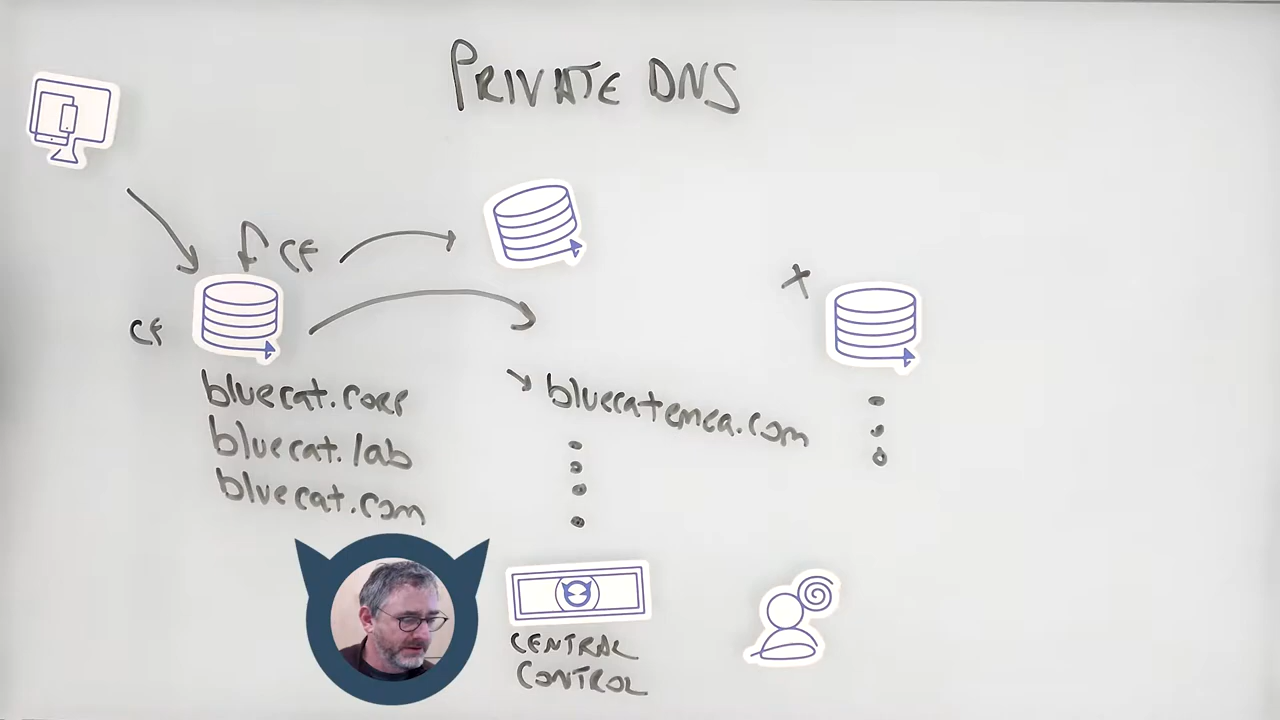 PRIVATE DNS
CF
CF
bluecat.corp
bluecat.lab
bluecat.com
bluecatemea.com
CENTRAL
CONTROL